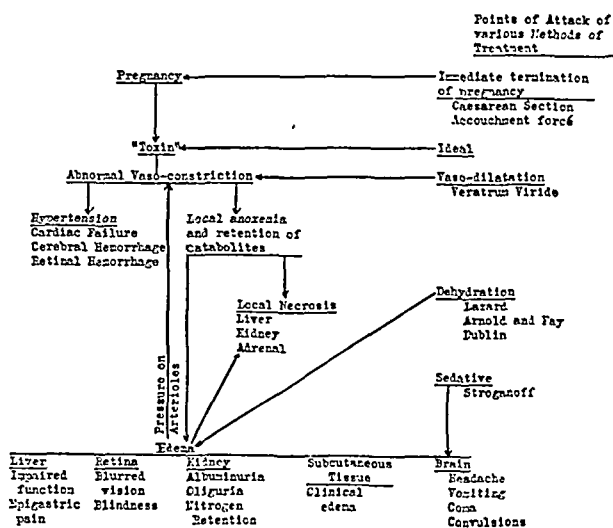 Points of Attack of
various Methods of
Treatment
Pregnancy
Immediate termination
of pregnancy
Caesarean Section
Accouchment forcé
"Toxin"
Ideal
Abnormal Vaso-constriction
Vaso-dilatation
Veratrum Viride
Hypertension
Cardiac Failure
Cerebral Hemorrhage
Retinal Hemorrhage
Local anoxemia
and retention of
catabolites
Local Necrosis
Liver
Kidney
Adrenal
Dehydration
Lazard
Arnold and Fay
Dublin
Pressure on
Arterioles
Sedative
Stroganoff
Edema
Liver
Impaired
function
Epigastric
pain
Retina
Blurred
vision
Blindness
Kidney
Albuminuria
Oliguria
Nitrogen
Retention
Subcutaneous
Tissue
Clinical
edema
Brain
Headache
Vomiting
Coma
Convulsions